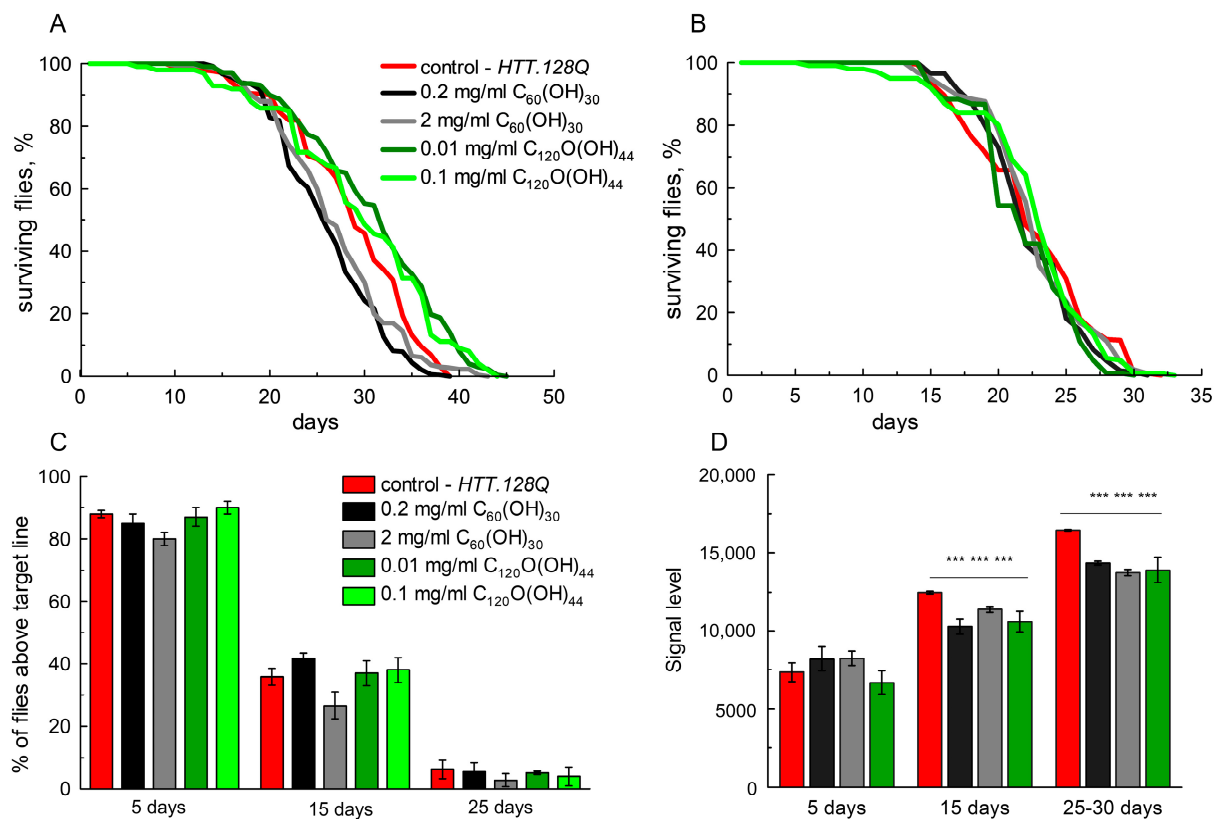 A
B
100
80
60
40
20
0
surviving flies, %
control - HTT.128Q
0.2 mg/ml C60(OH)30
2 mg/ml C60(OH)30
0.01 mg/ml C120O(OH)44
0.1 mg/ml C120O(OH)44
0 10 20 30 40 50
days
100
80
60
40
20
0
surviving flies, %
0 5 10 15 20 25 30 35
days
C
D
100
80
60
40
20
0
% of flies above target line
control - HTT.128Q
0.2 mg/ml C60(OH)30
2 mg/ml C60(OH)30
0.01 mg/ml C120O(OH)44
0.1 mg/ml C120O(OH)44
5 days 15 days 25 days
20,000
15,000
10,000
5000
0
Signal level
*** *** ***
*** *** ***
5 days 15 days 25-30 days